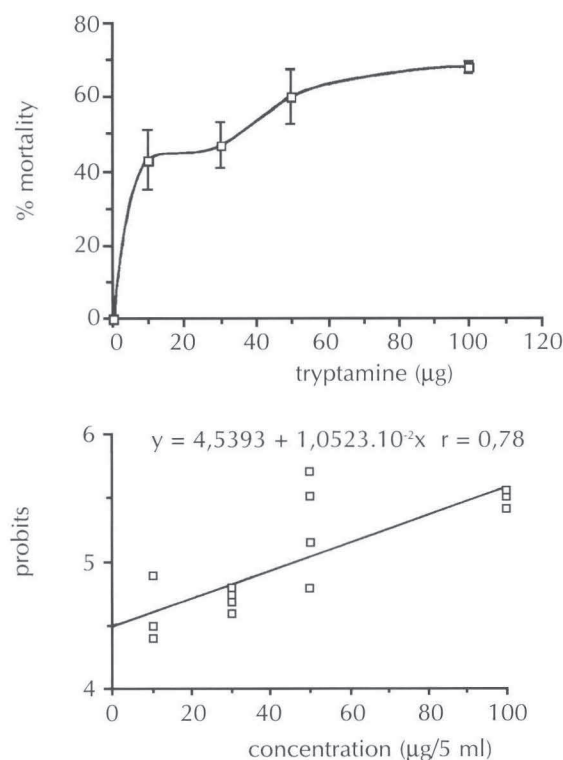 80
60
40
20
0
% mortality
0 20 40 60 80 100 120
tryptamine (μg)
y = 4,5393 + 1,0523.10⁻²x r = 0,78
6
5
4
probits
0 20 40 60 80 100
concentration (μg/5 ml)